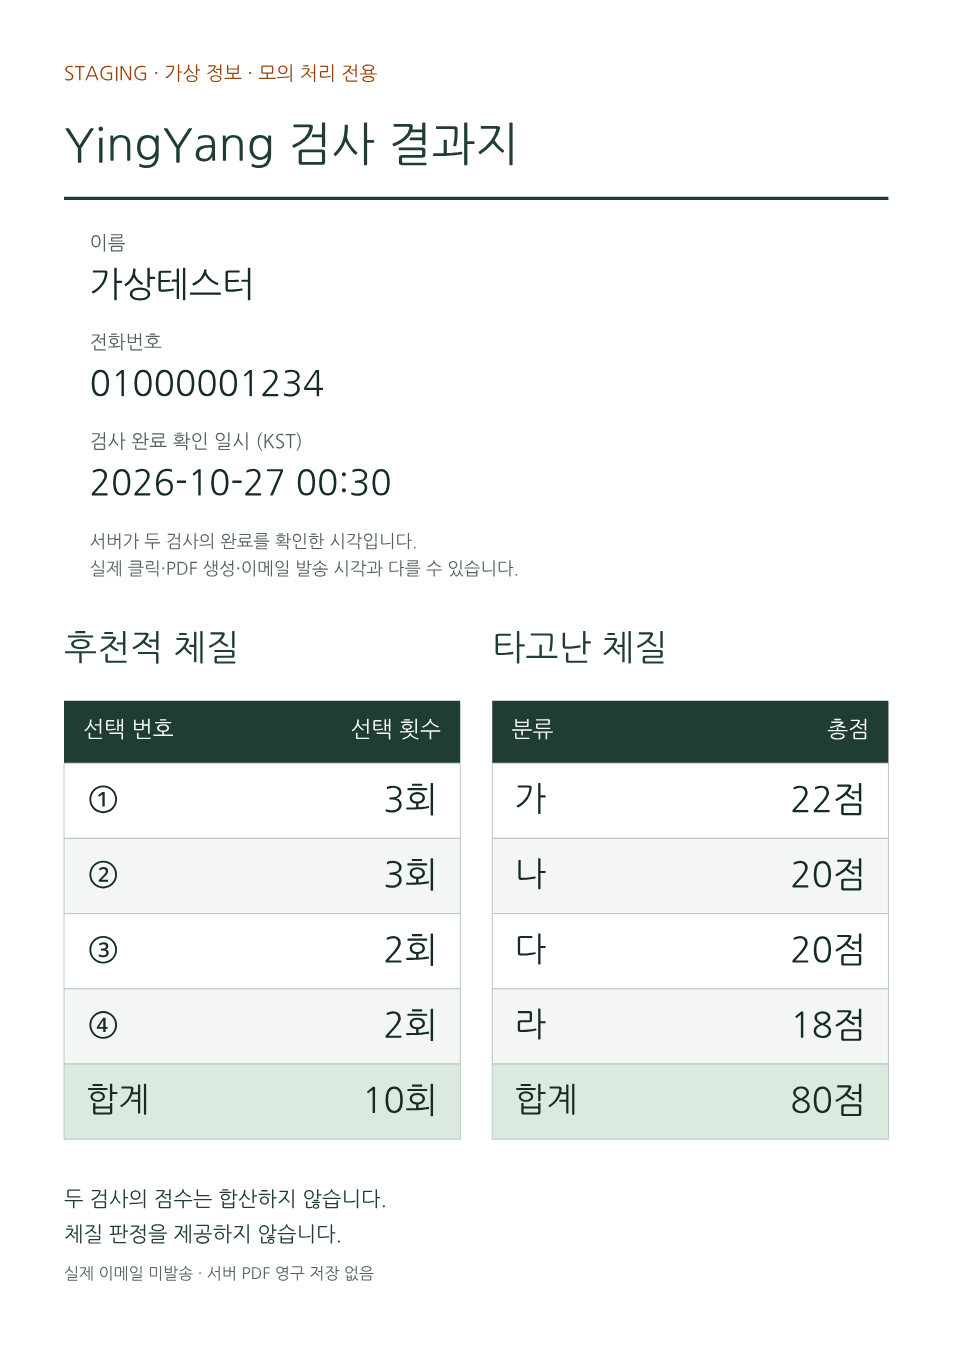 STAGING · 가상 정보 · 모의 처리 전용
YingYang 검사 결과지
이름
가상테스터
전화번호
01000001234
검사 완료 확인 일시 (KST)
2026-10-27 00:30
서버가 두 검사의 완료를 확인한 시각입니다.
실제 클릭·PDF 생성·이메일 발송 시각과 다를 수 있습니다.
후천적 체질
선택 번호 선택 횟수
① 3회
② 3회
③ 2회
④ 2회
합계 10회
타고난 체질
분류 총점
가 22점
나 20점
다 20점
라 18점
합계 80점
두 검사의 점수는 합산하지 않습니다.
체질 판정을 제공하지 않습니다.
실제 이메일 미발송 · 서버 PDF 영구 저장 없음